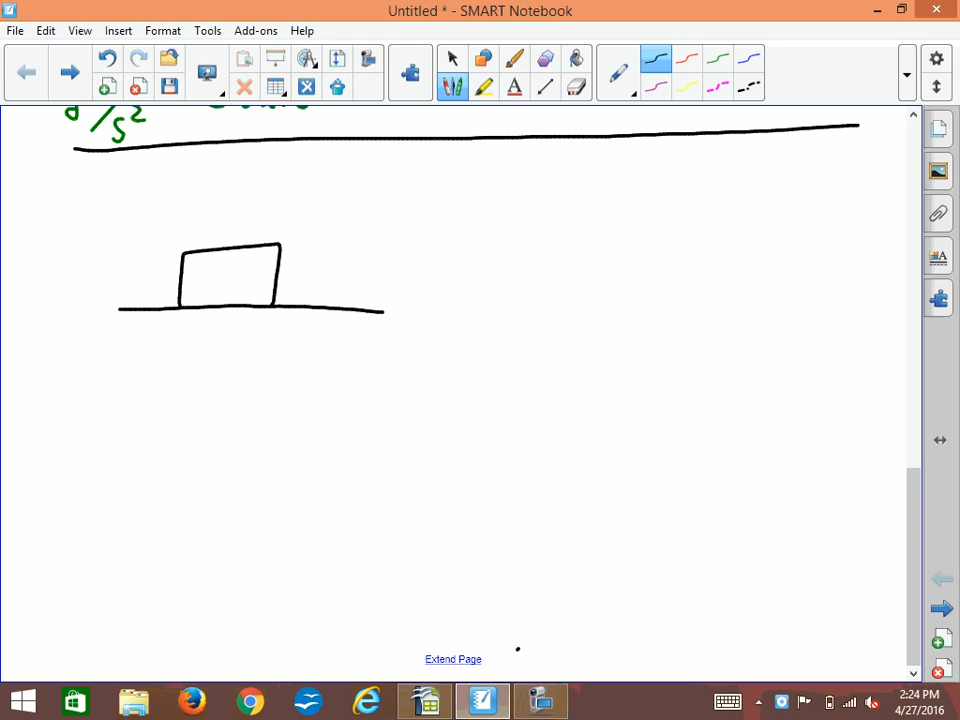 Untitled * - SMART Notebook
File Edit View Insert Format Tools Add-ons Help
/s²
Extend Page
2:24 PM
4/27/2016